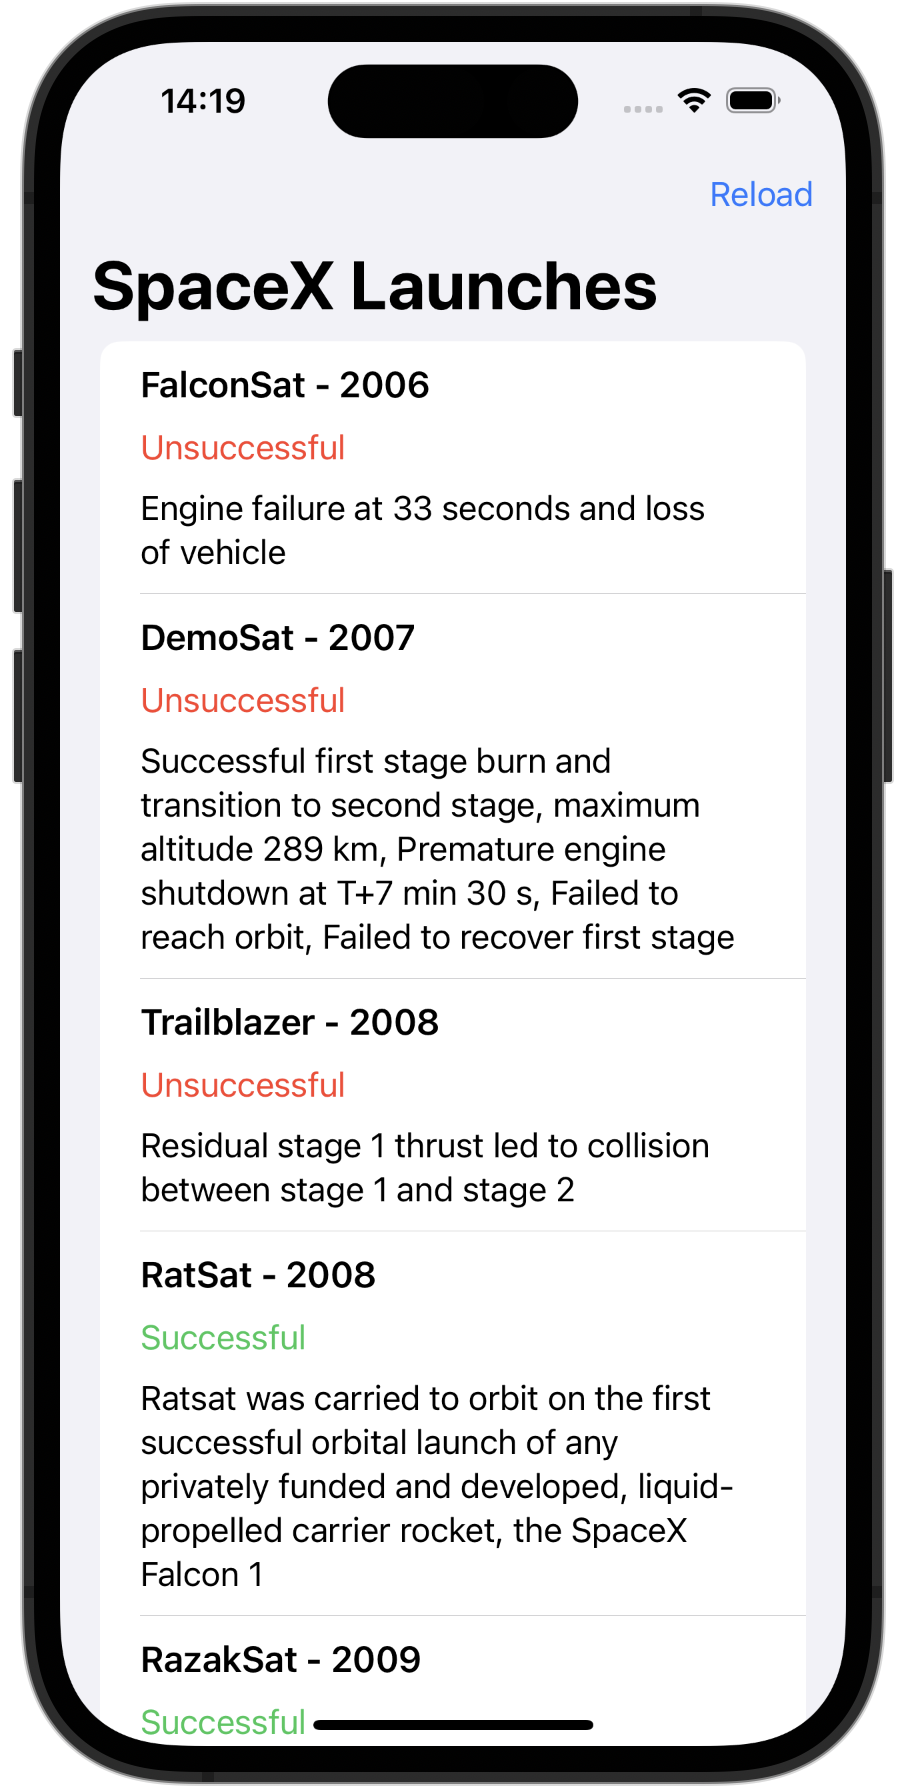 14:19
Reload
SpaceX Launches
FalconSat - 2006
Unsuccessful
Engine failure at 33 seconds and loss
of vehicle
DemoSat - 2007
Unsuccessful
Successful first stage burn and
transition to second stage, maximum
altitude 289 km, Premature engine
shutdown at T+7 min 30 s, Failed to
reach orbit, Failed to recover first stage
Trailblazer - 2008
Unsuccessful
Residual stage 1 thrust led to collision
between stage 1 and stage 2
RatSat - 2008
Successful
Ratsat was carried to orbit on the first
successful orbital launch of any
privately funded and developed, liquid-
propelled carrier rocket, the SpaceX
Falcon 1
RazakSat - 2009
Successful